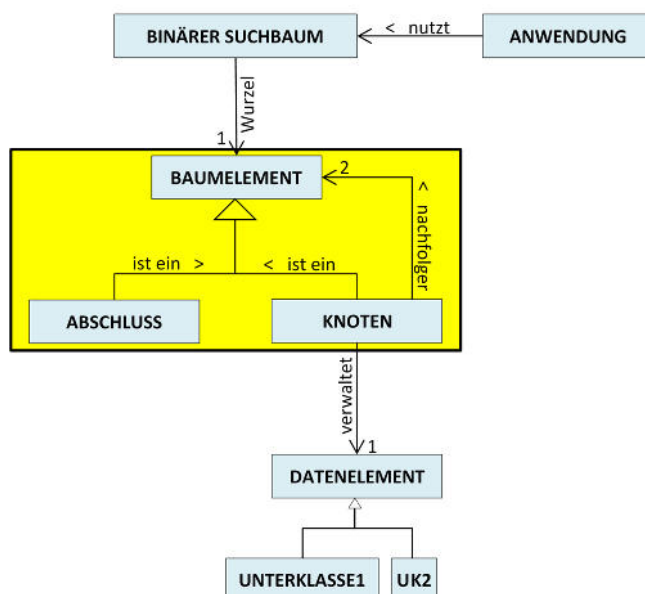 BINÄRER SUCHBAUM
< nutzt
ANWENDUNG
Wurzel
1
BAUMELEMENT
2
< nachfolger
ist ein >
< ist ein
ABSCHLUSS
KNOTEN
verwaltet
1
DATENELEMENT
UNTERKLASSE1
UK2